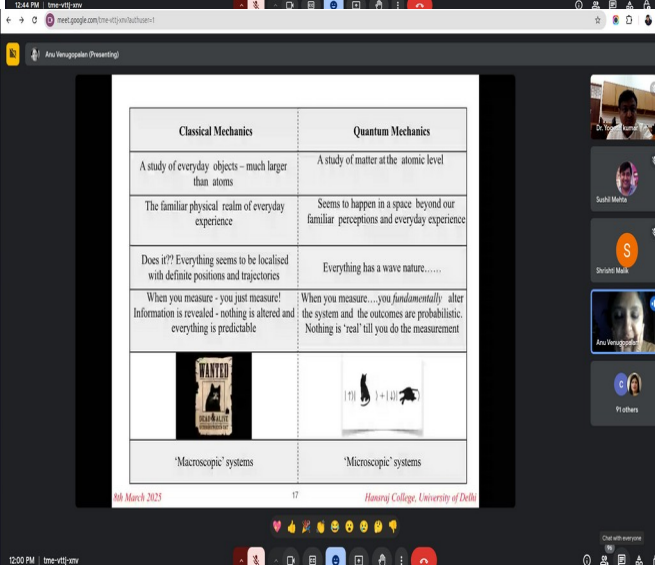 12:44 PM | tme-vttj-xnv
meet.google.com/tme-vttj-xnv?authuser=1
Anu Venugopalan (Presenting)
Classical Mechanics
Quantum Mechanics
A study of everyday objects – much larger
than atoms
A study of matter at the atomic level
The familiar physical realm of everyday
experience
Seems to happen in a space beyond our
familiar perceptions and everyday experience
Does it?? Everything seems to be localised
with definite positions and trajectories
Everything has a wave nature……
When you measure - you just measure!
Information is revealed - nothing is altered and
everything is predictable
When you measure….you fundamentally alter
the system and the outcomes are probabilistic.
Nothing is ‘real’ till you do the measurement
WANTED
‘Macroscopic’ systems
‘Microscopic’ systems
8th March 2025
17
Hansraj College, University of Delhi
Sushil Mehta
S
Shrishti Malik
Anu Venugopalan
C
91 others
Chat with everyone
12:00 PM | tme-vttj-xnv